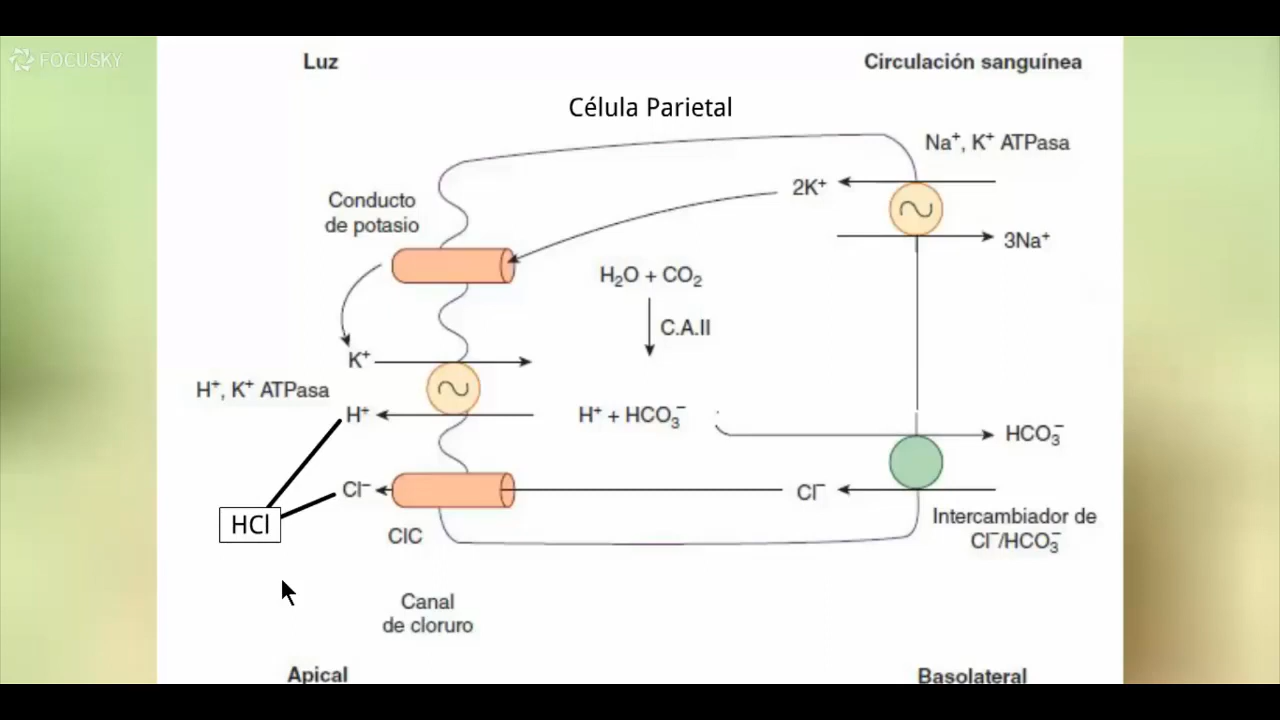 FOCUSKY
Luz
Circulación sanguínea
Célula Parietal
Na⁺, K⁺ ATPasa
2K⁺
Conducto
de potasio
3Na⁺
H₂O + CO₂
C.A.II
K⁺
H⁺, K⁺ ATPasa
H⁺
H⁺ + HCO₃⁻
HCO₃⁻
Cl⁻
Cl⁻
HCl
ClC
Intercambiador de
Cl⁻/HCO₃⁻
Canal
de cloruro
Apical
Basolateral